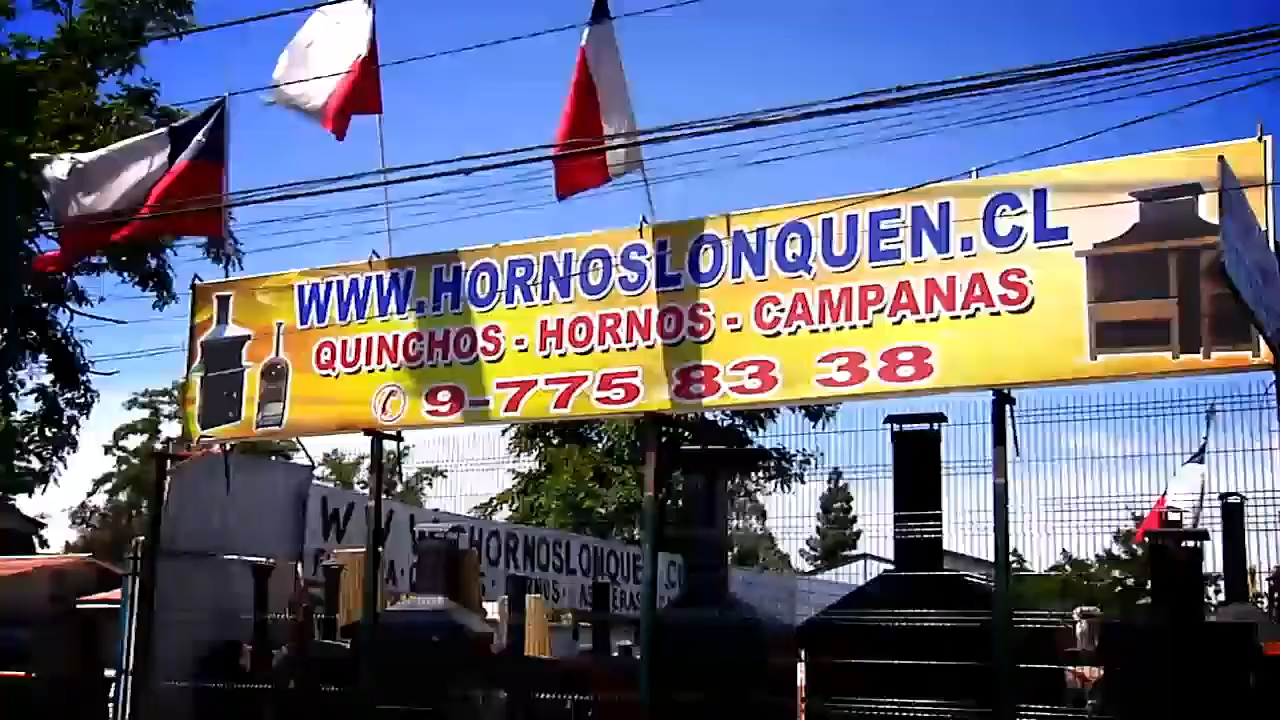 WWW.HORNOSLONQUEN.CL
QUINCHOS - HORNOS - CAMPANAS
9-775 83 38
HORNOSLONQUE